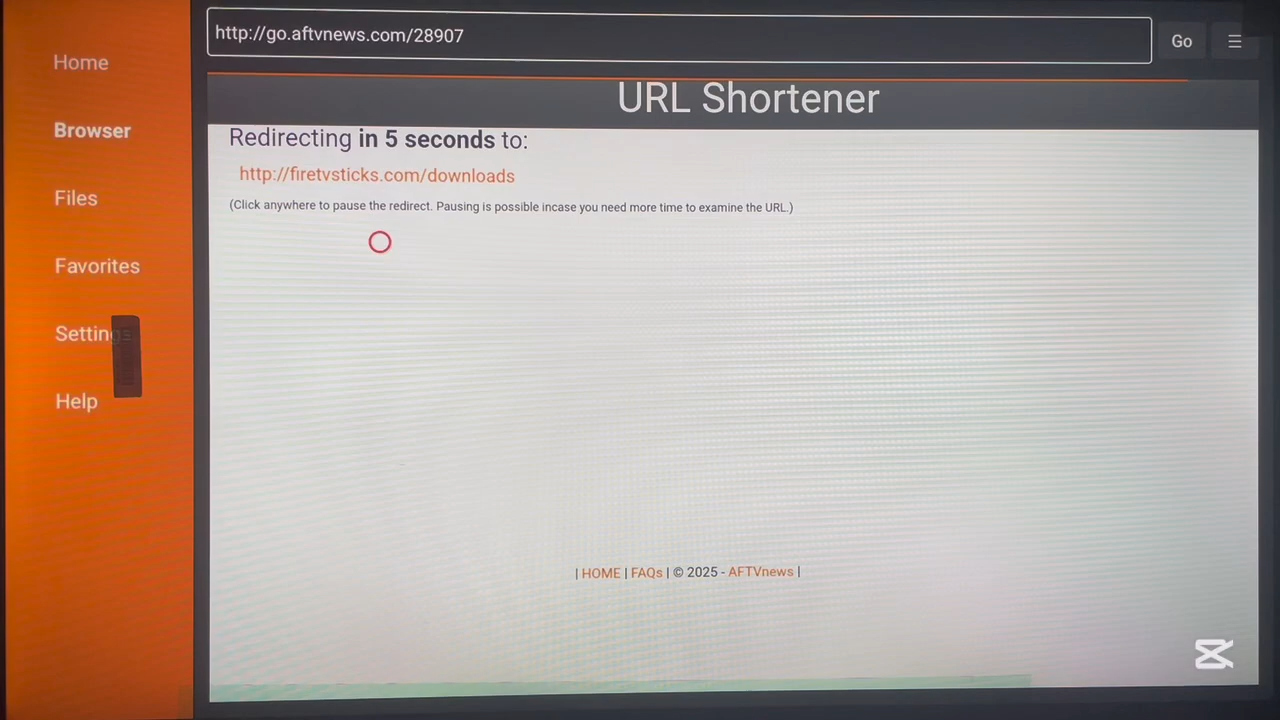 http://go.aftvnews.com/28907
Go
Home
URL Shortener
Browser
Redirecting in 5 seconds to:
http://firetvsticks.com/downloads
Files
(Click anywhere to pause the redirect. Pausing is possible incase you need more time to examine the URL.)
Favorites
Settings
Help
| HOME | FAQs | © 2025 - AFTVnews |